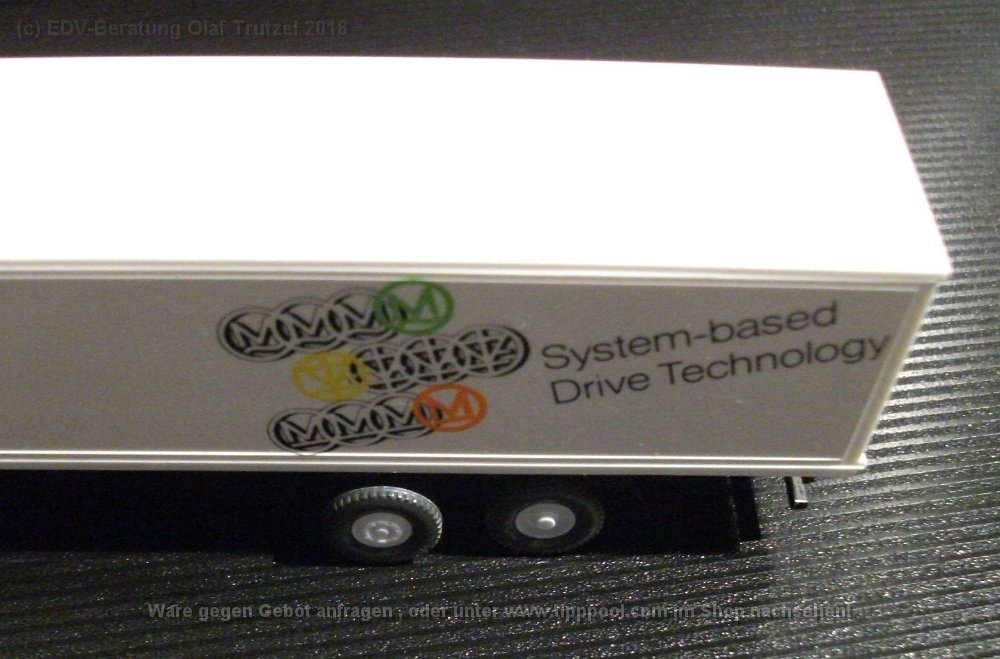 (c) EDV-Beratung Olaf Trutzel 2018
M M M M
M M M M
System-based
Drive Technology
Ware gegen Gebot anfragen , oder unter www.tipppool.com im Shop nachsehen!